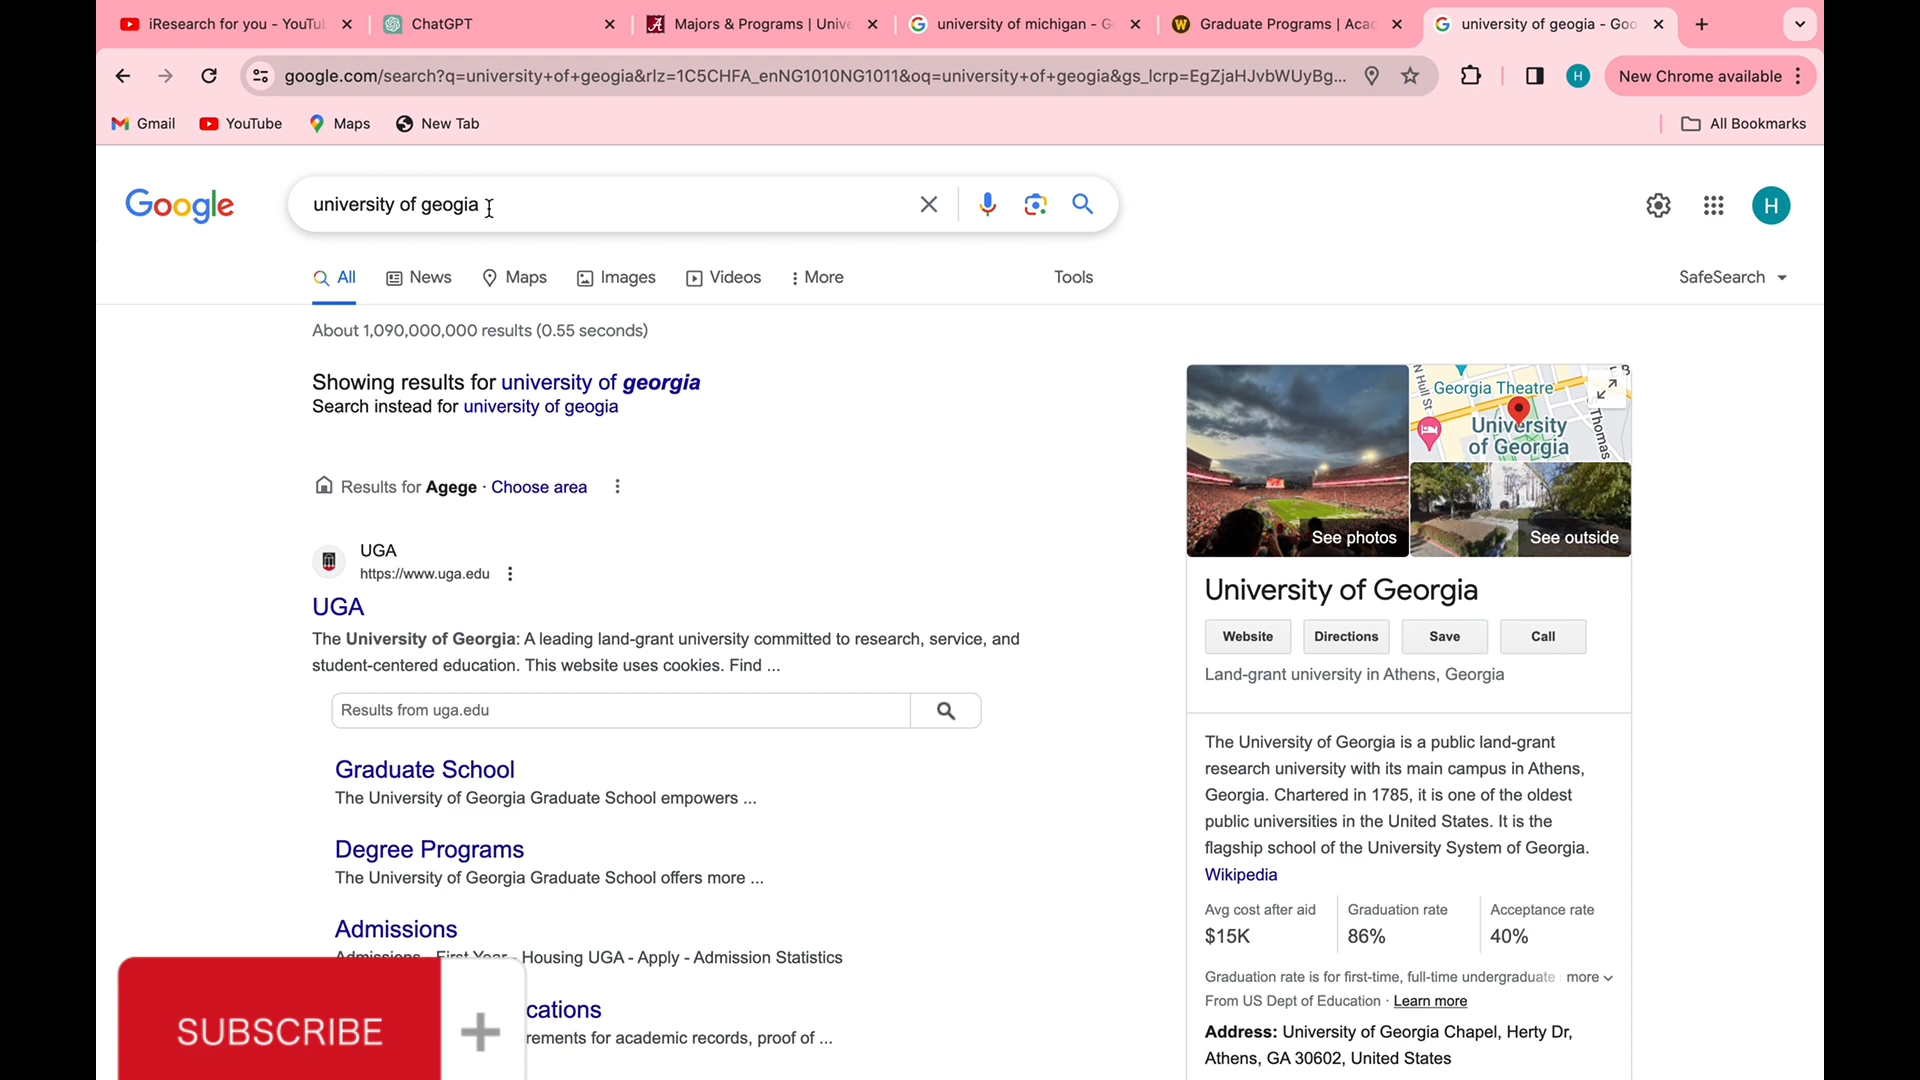 iResearch for you - YouTu
ChatGPT
Majors & Programs | Unive
university of michigan - G
Graduate Programs | Aca
university of geogia - Goo
google.com/search?q=university+of+geogia&rlz=1C5CHFA_enNG1010NG1011&oq=university+of+geogia&gs_lcrp=EgZjaHJvbWUyBg...
H
New Chrome available
Gmail
YouTube
Maps
New Tab
All Bookmarks
Google
university of geogia
H
All
News
Maps
Images
Videos
More
Tools
SafeSearch
About 1,090,000,000 results (0.55 seconds)
Showing results for university of georgia
Search instead for university of geogia
Results for Agege · Choose area
UGA
https://www.uga.edu
UGA
The University of Georgia: A leading land-grant university committed to research, service, and
student-centered education. This website uses cookies. Find ...
Results from uga.edu
Graduate School
The University of Georgia Graduate School empowers ...
Degree Programs
The University of Georgia Graduate School offers more ...
Admissions
Admissions - First Year - Housing UGA - Apply - Admission Statistics
cations
rements for academic records, proof of ...
SUBSCRIBE
See photos
N Hull St
Georgia Theatre
University
of Georgia
Thomas
See outside
University of Georgia
Website
Directions
Save
Call
Land-grant university in Athens, Georgia
The University of Georgia is a public land-grant
research university with its main campus in Athens,
Georgia. Chartered in 1785, it is one of the oldest
public universities in the United States. It is the
flagship school of the University System of Georgia.
Wikipedia
Avg cost after aid
$15K
Graduation rate
86%
Acceptance rate
40%
Graduation rate is for first-time, full-time undergraduate more
From US Dept of Education · Learn more
Address: University of Georgia Chapel, Herty Dr,
Athens, GA 30602, United States